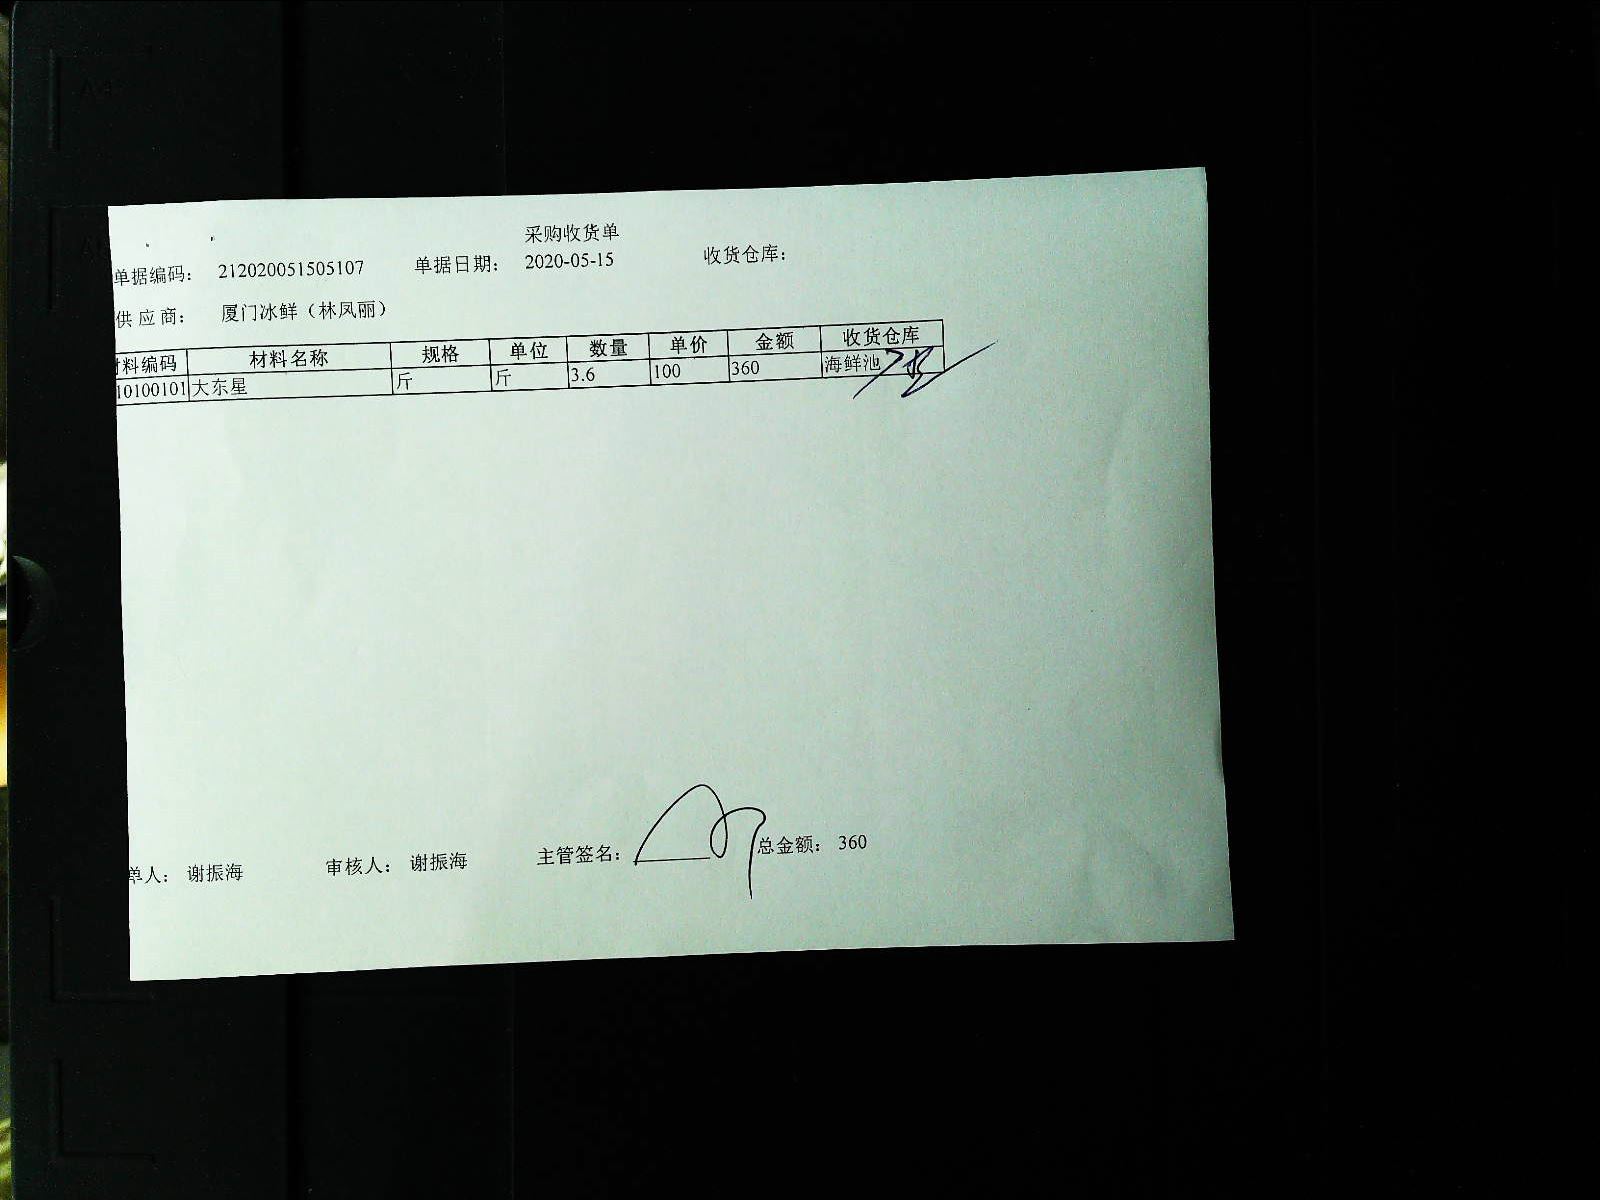 采购收货单
单据编码： 212020051505107 单据日期： 2020-05-15 收货仓库：
供应商： 厦门冰鲜（林凤丽）
料编码 材料名称 规格 单位 数量 单价 金额 收货仓库
10100101 大东星 斤 斤 3.6 100 360 海鲜池
单人： 谢振海 审核人： 谢振海 主管签名： 总金额： 360